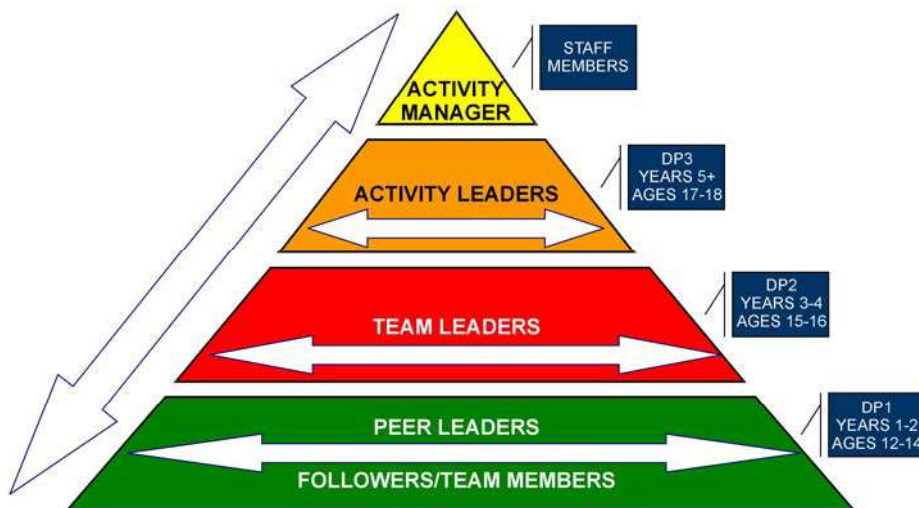 STAFF
MEMBERS
ACTIVITY
MANAGER
DP3
YEARS 5+
AGES 17-18
ACTIVITY LEADERS
DP2
YEARS 3-4
AGES 15-16
TEAM LEADERS
DP1
YEARS 1-2
AGES 12-14
PEER LEADERS
FOLLOWERS/TEAM MEMBERS